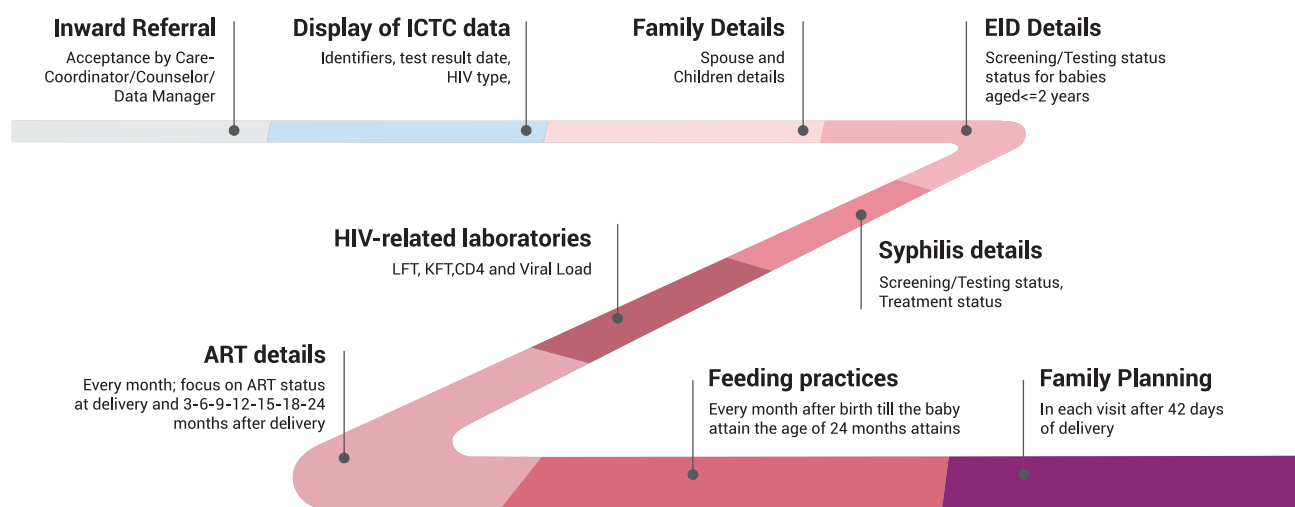 Inward Referral
Acceptance by Care-
Coordinator/Counselor/
Data Manager
Display of ICTC data
Identifiers, test result date,
HIV type,
Family Details
Spouse and
Children details
EID Details
Screening/Testing status
status for babies
aged<=2 years
Syphilis details
Screening/Testing status,
Treatment status
HIV-related laboratories
LFT, KFT,CD4 and Viral Load
ART details
Every month; focus on ART status
at delivery and 3-6-9-12-15-18-24
months after delivery
Feeding practices
Every month after birth till the baby
attain the age of 24 months attains
Family Planning
In each visit after 42 days
of delivery